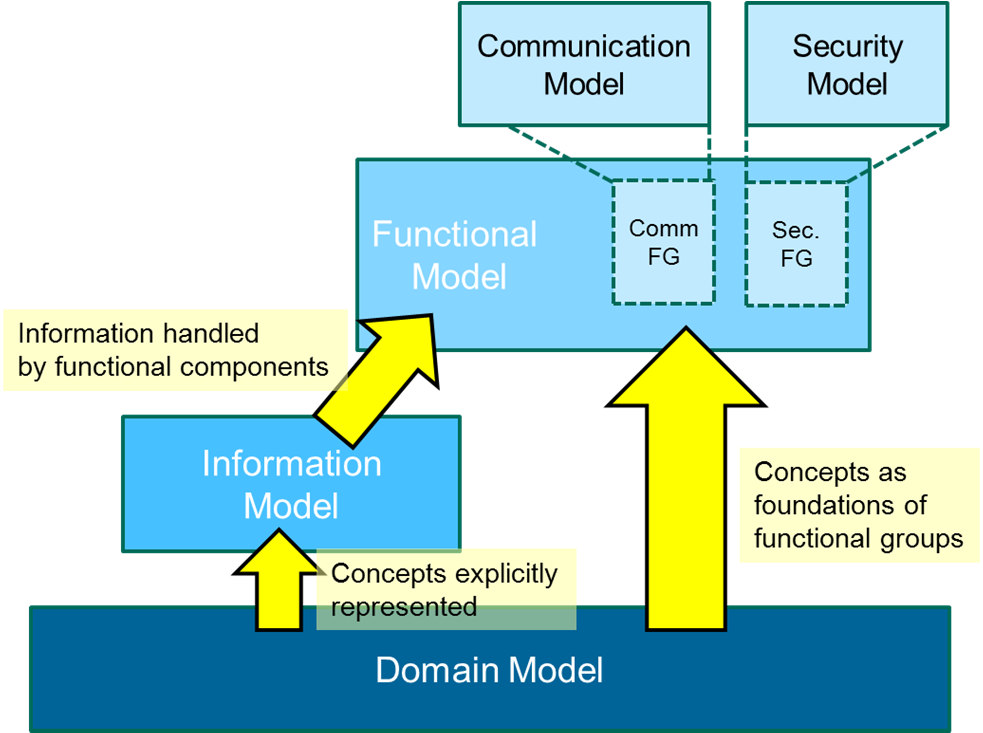 Communication
Model
Security
Model
Functional
Model
Comm
FG
Sec.
FG
Information handled
by functional components
Information
Model
Concepts as
foundations of
functional groups
Concepts explicitly
represented
Domain Model